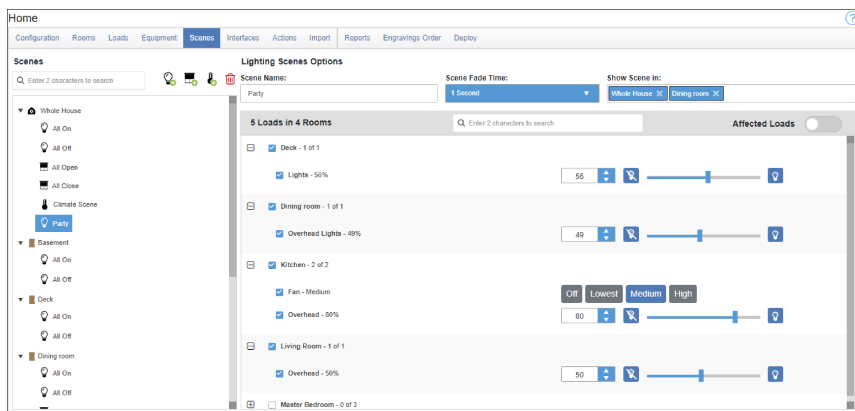 Home
?
Configuration Rooms Loads Equipment Scenes Interfaces Actions Import Reports Engravings Order Deploy
Scenes
Enter 2 characters to search
Whole House
All On
All Off
All Open
All Close
Climate Scene
Party
Basement
All On
All Off
Deck
All On
All Off
Dining room
All On
All Off
Lighting Scenes Options
Scene Name: Scene Fade Time: Show Scene in:
Party 1 Second Whole House X Dining room X
5 Loads in 4 Rooms Enter 2 characters to search Affected Loads
Deck - 1 of 1
Lights - 56% 56
Dining room - 1 of 1
Overhead Lights - 49% 49
Kitchen - 2 of 2
Fan - Medium Off Lowest Medium High
Overhead - 80% 80
Living Room - 1 of 1
Overhead - 50% 50
Master Bedroom - 0 of 3